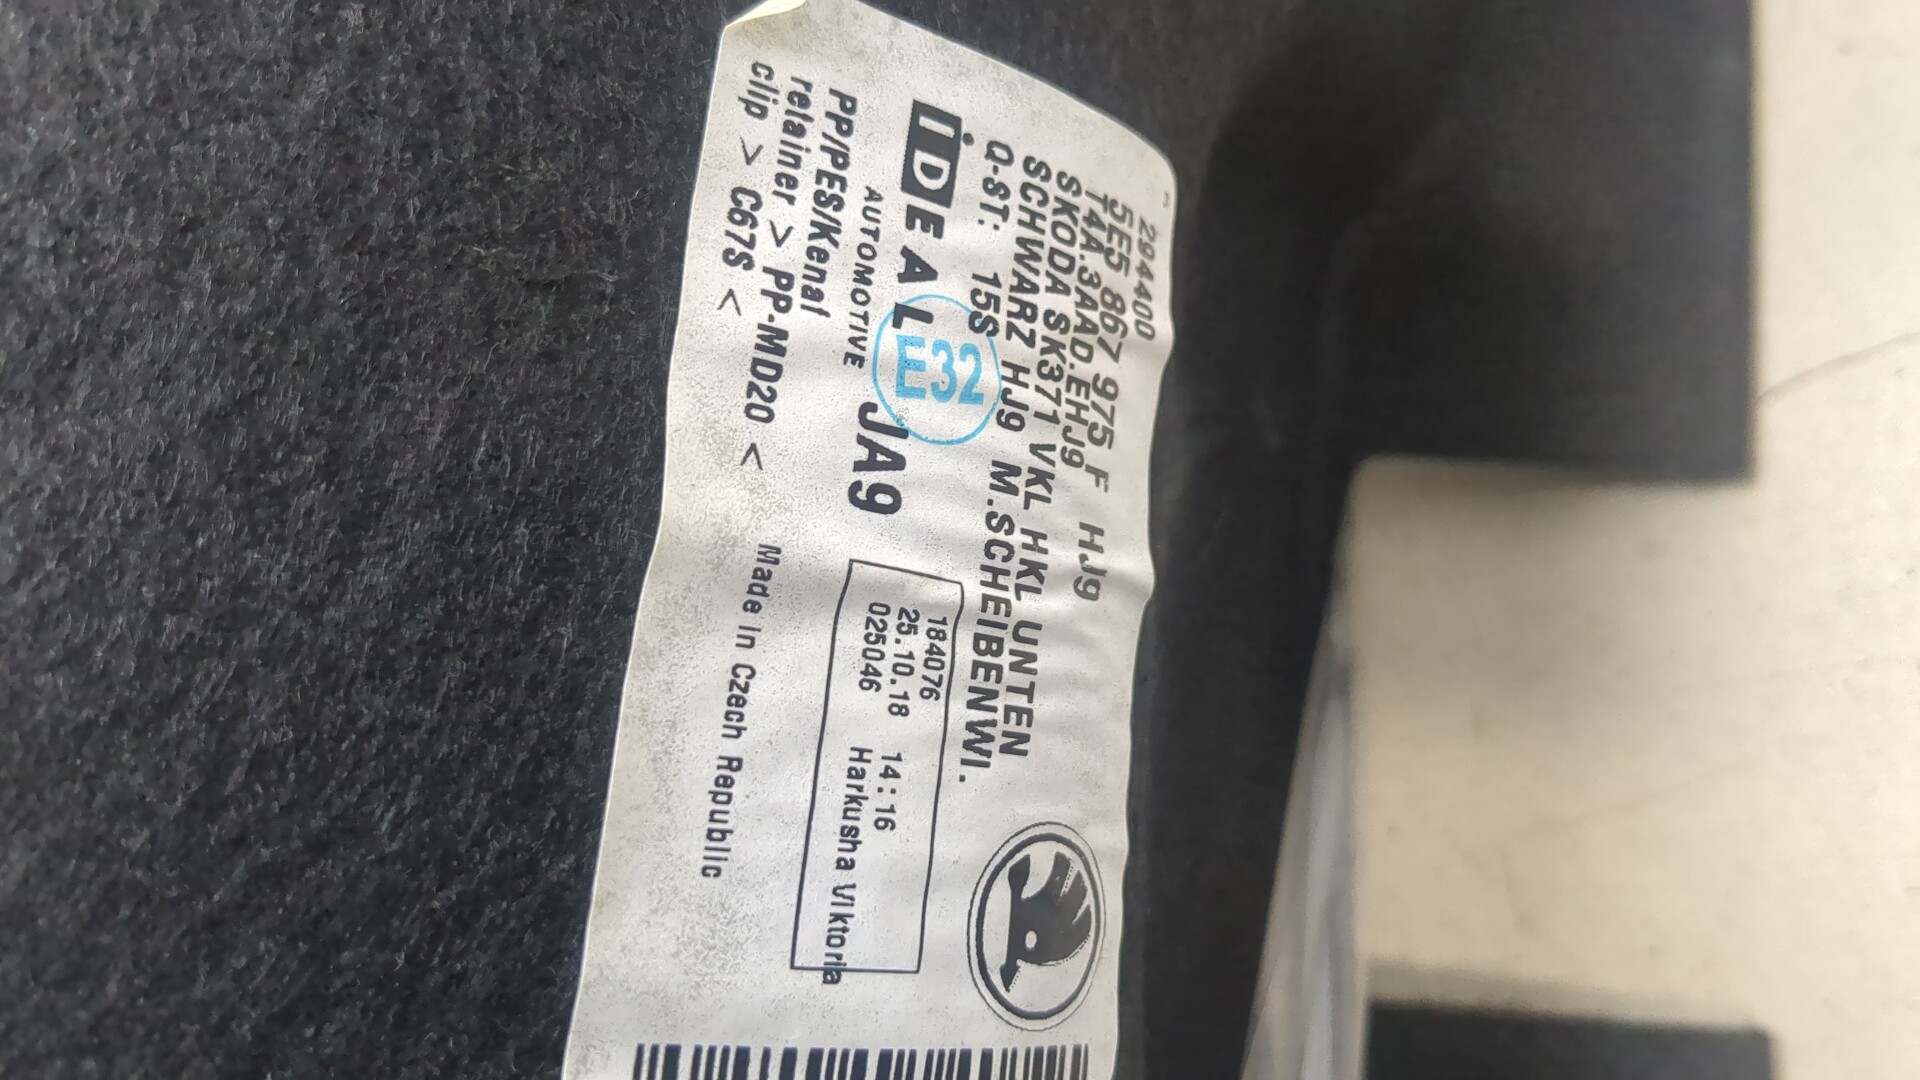 294400
5E5 867 975 F HJ9
T4A.3AAD.EHJ9
SKODA SK371 VKL HKL UNTEN
SCHWARZ HJ9 M.SCHEIBENWI.
Q-ST: 15S
E32
iDEAL
AUTOMOTIVE JA9
184076
25.10.18 14:16
025046 Harkusha Viktoria
PP/PES/Kenaf
retainer > PP-MD20 <
clip > C67S <
Made in Czech Republic